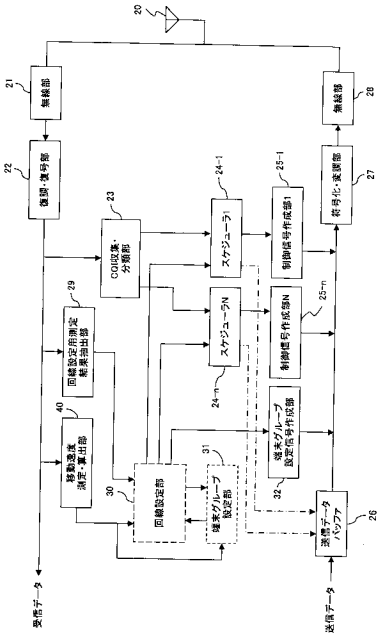 20
21
無線部
無線部
28
22
復調・復号部
符号化・変調部
27
23
CQI収集・
分類部
24-1
スケジューラ1
25-1
制御信号作成部1
スケジューラN
24-n
制御信号作成部N
25-n
29
回線設定用測定
結果抽出部
40
移動速度
測定・算出部
30
回線設定部
31
端末グループ
設定部
端末グループ
設定信号作成部
32
送信データ
バッファ
26
受信データ
送信データ